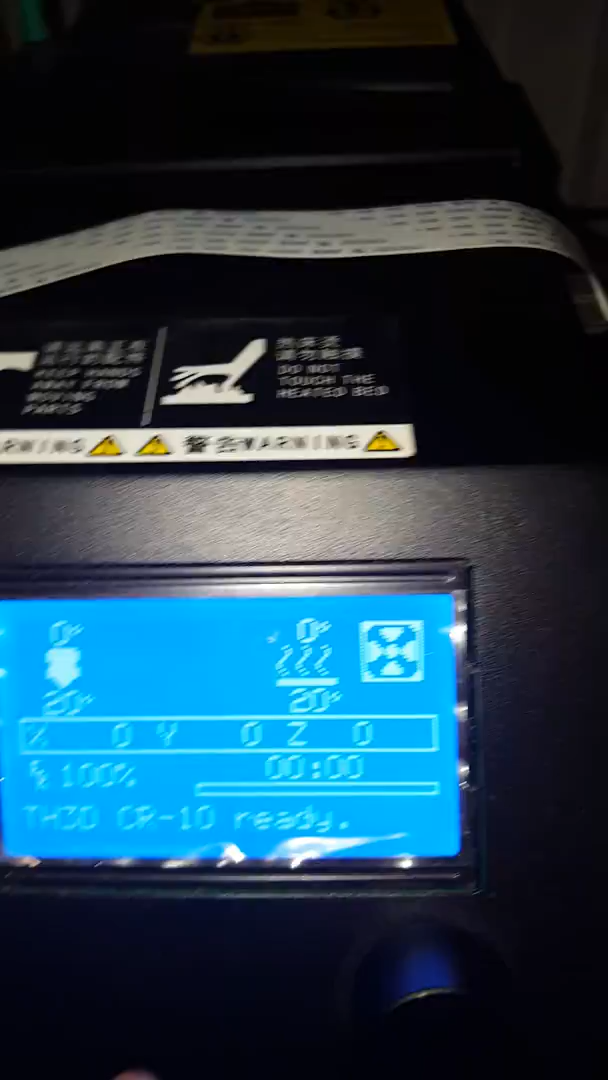 KEEP HANDS
AWAY FROM
MOVING
PARTS
DO NOT
TOUCH THE
HEATED BED
ARNING
警告WARNING
0° 0°
20° 20°
X 0 Y 0 Z 0
100% 00:00
TH3D CR-10 ready.